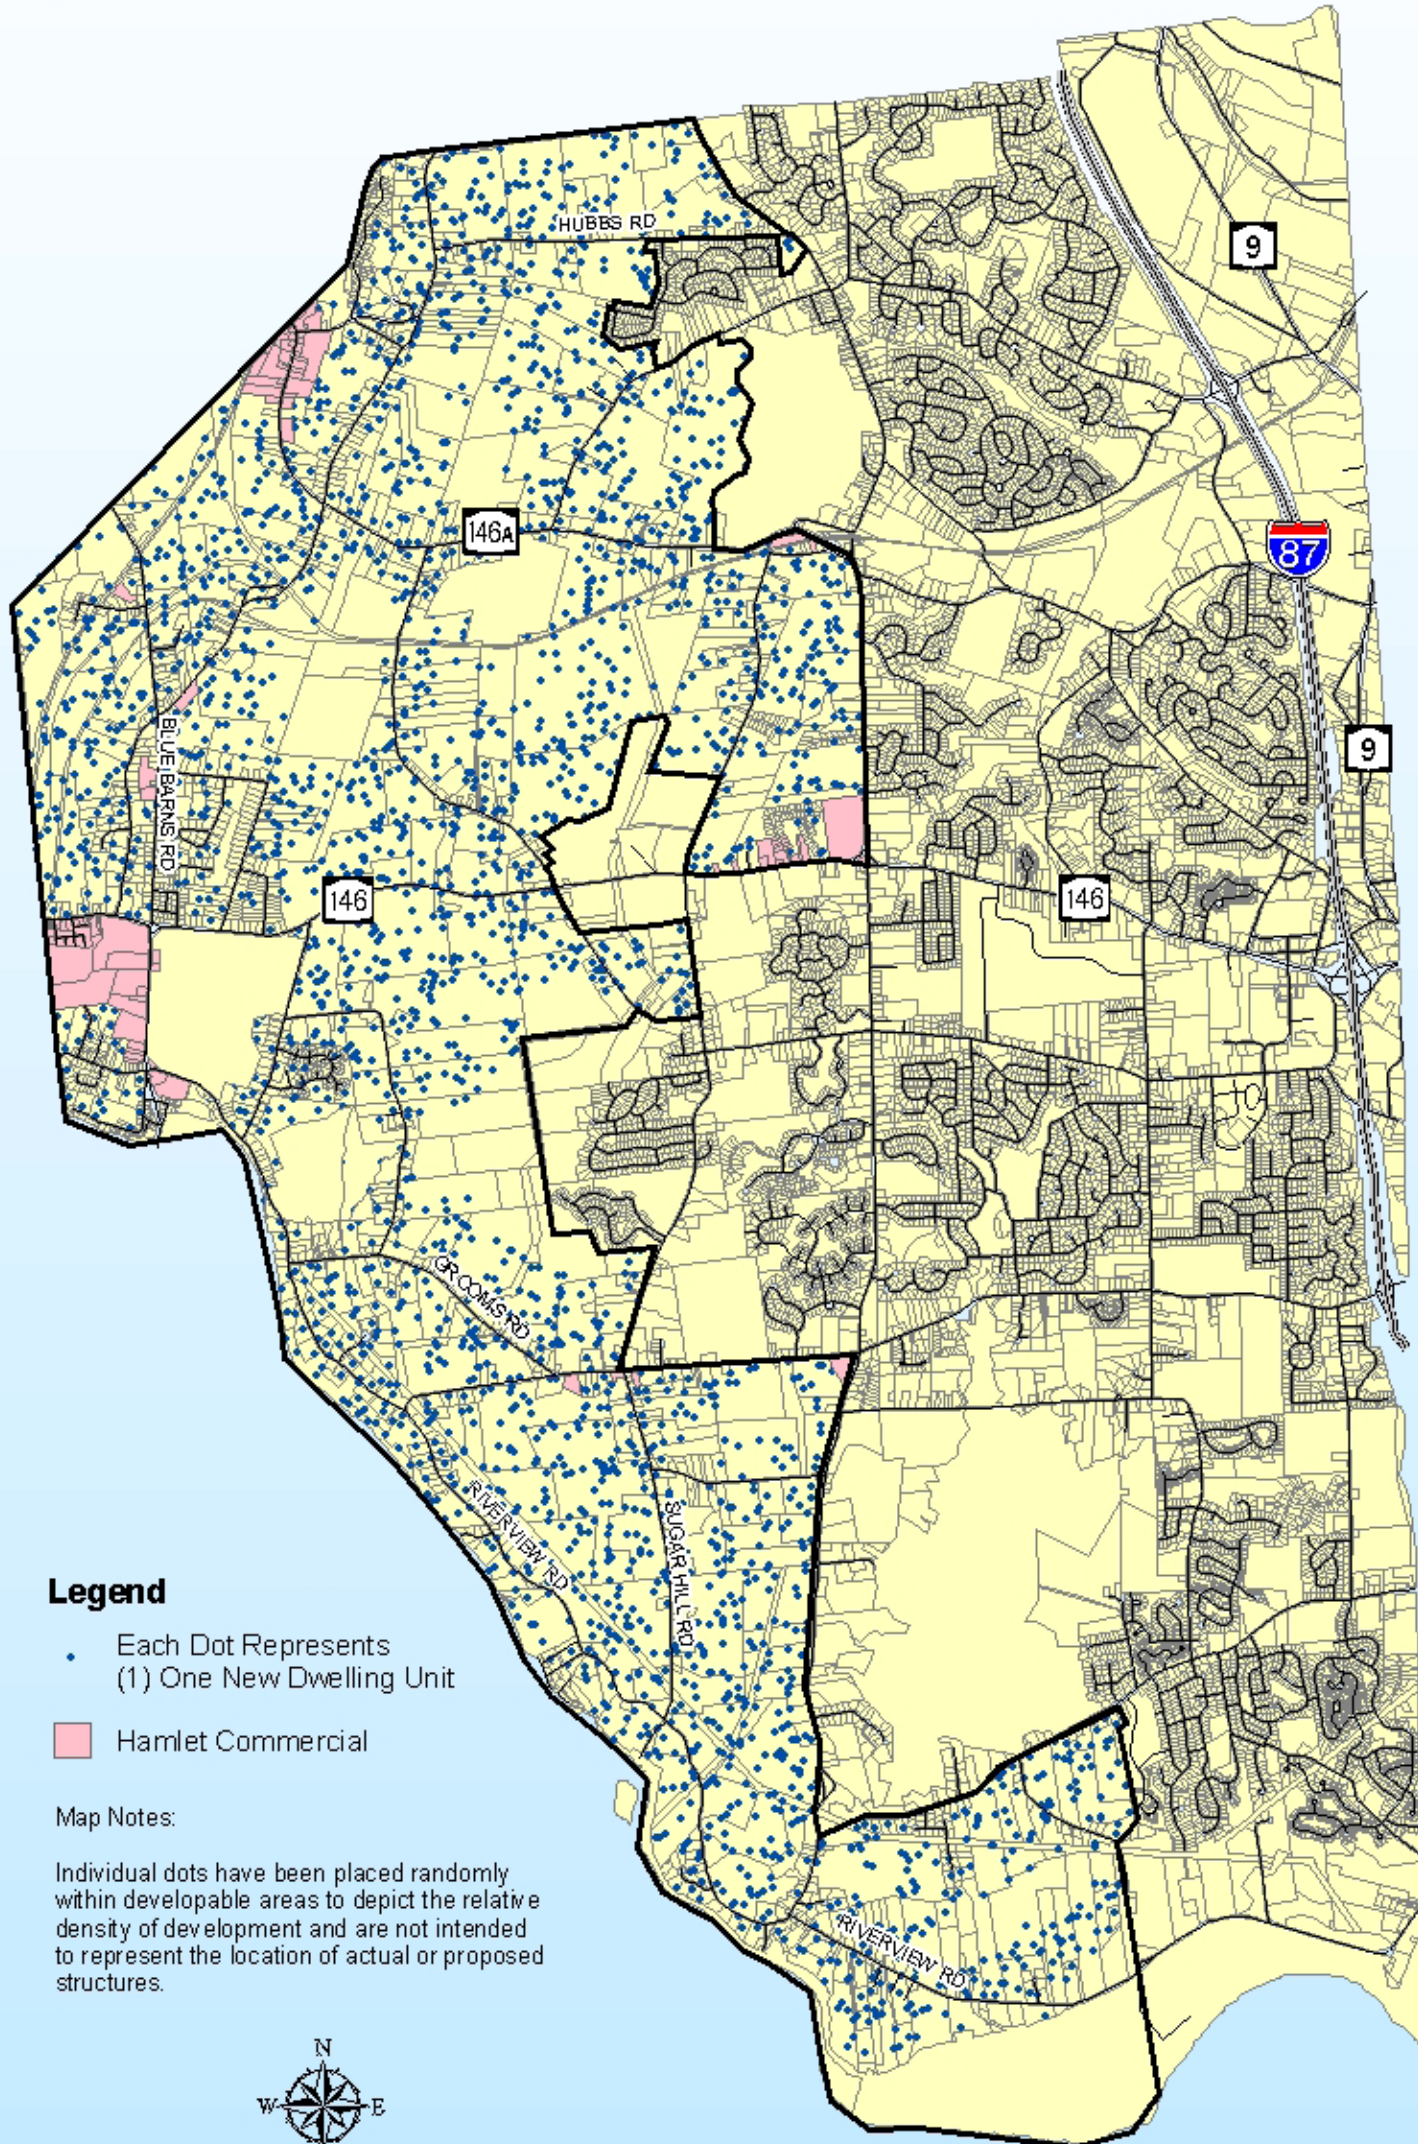 HUBBS RD
9
146A
87
BLUE BARNS RD
9
146
146
GROOMS RD
RIVERVIEW RD
SUGAR HILL RD
Legend
Each Dot Represents
(1) One New Dwelling Unit
Hamlet Commercial
Map Notes:
Individual dots have been placed randomly
within developable areas to depict the relative
density of development and are not intended
to represent the location of actual or proposed
structures.
RIVERVIEW RD
N
W E